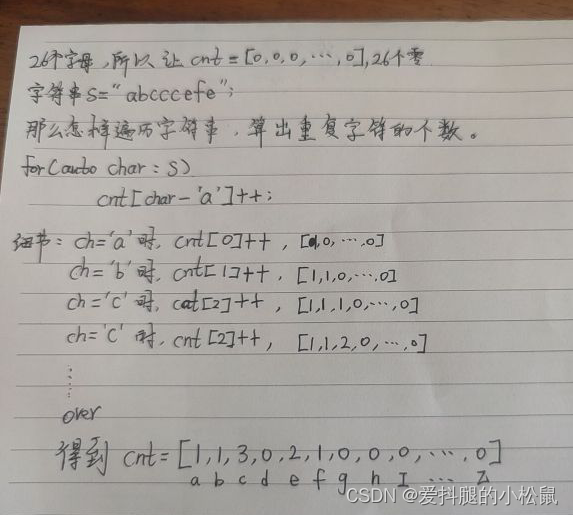 26个字母,所以让 cnt=[0,0,0,…,0],26个零
字符串S="abcccefe";
那么怎样遍历字符串,算出重复字符的个数。
for(auto char : S)
cnt[char-'a']++;
细节: ch='a'时, cnt[0]++, [1,0,…,0]
ch='b'时, cnt[1]++, [1,1,0,…,0]
ch='c'时, cnt[2]++, [1,1,1,0,…,0]
ch='c'时, cnt[2]++, [1,1,2,0,…,0]
⋮
over
得到 cnt=[1,1,3,0,2,1,0,0,0,…,0]
a b c d e f g h I … Z
CSDN @爱抖腿的小松鼠